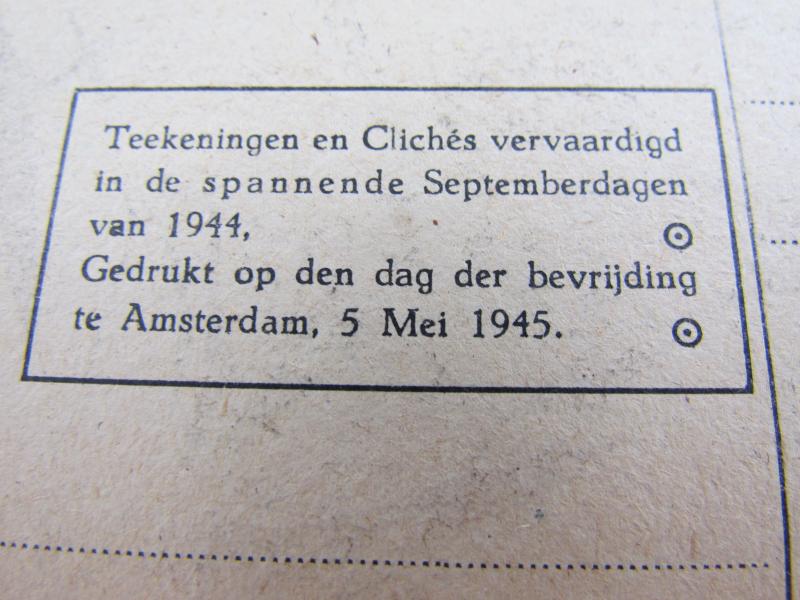 Teekeningen en Clichés vervaardigd
in de spannende Septemberdagen
van 1944,
Gedrukt op den dag der bevrijding
te Amsterdam, 5 Mei 1945.